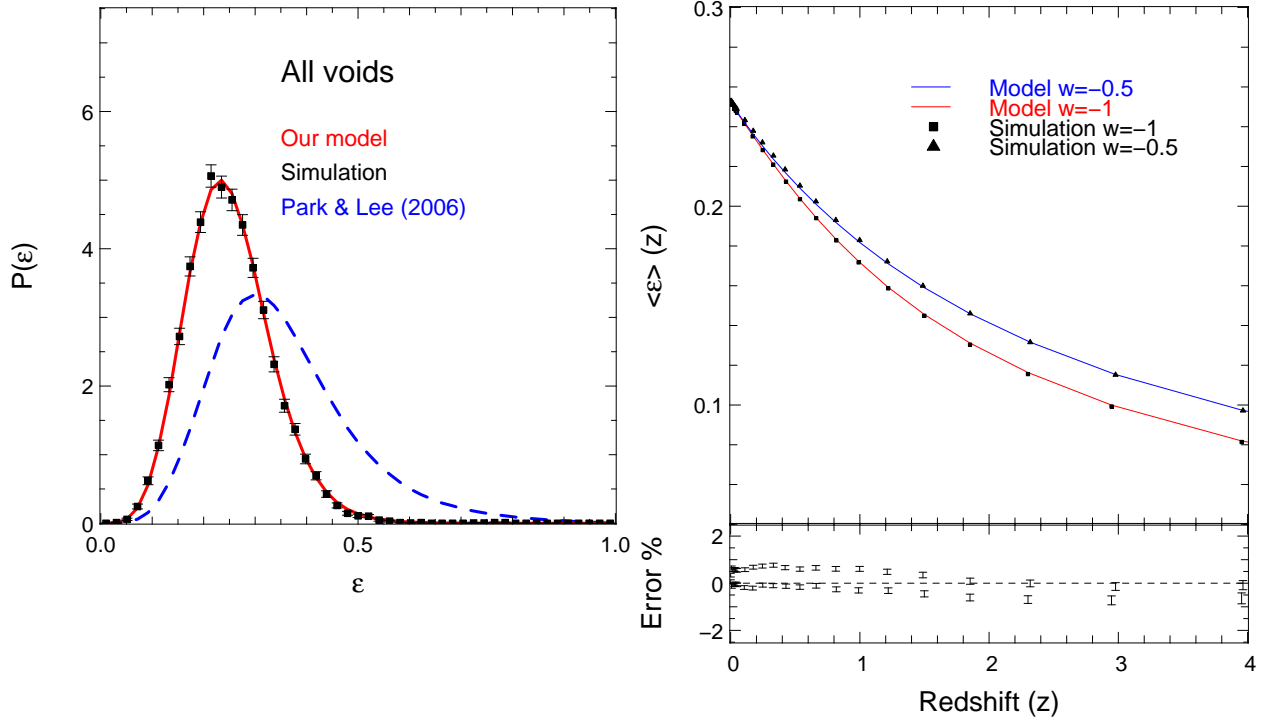 All voids
Our model
Simulation
Park & Lee (2006)
P(ε)
6
4
2
0
0.0
0.5
1.0
ε
0.3
0.2
0.1
<ε> (z)
Model w=−0.5
Model w=−1
Simulation w=−1
Simulation w=−0.5
Error %
2
0
−2
0
1
2
3
4
Redshift (z)